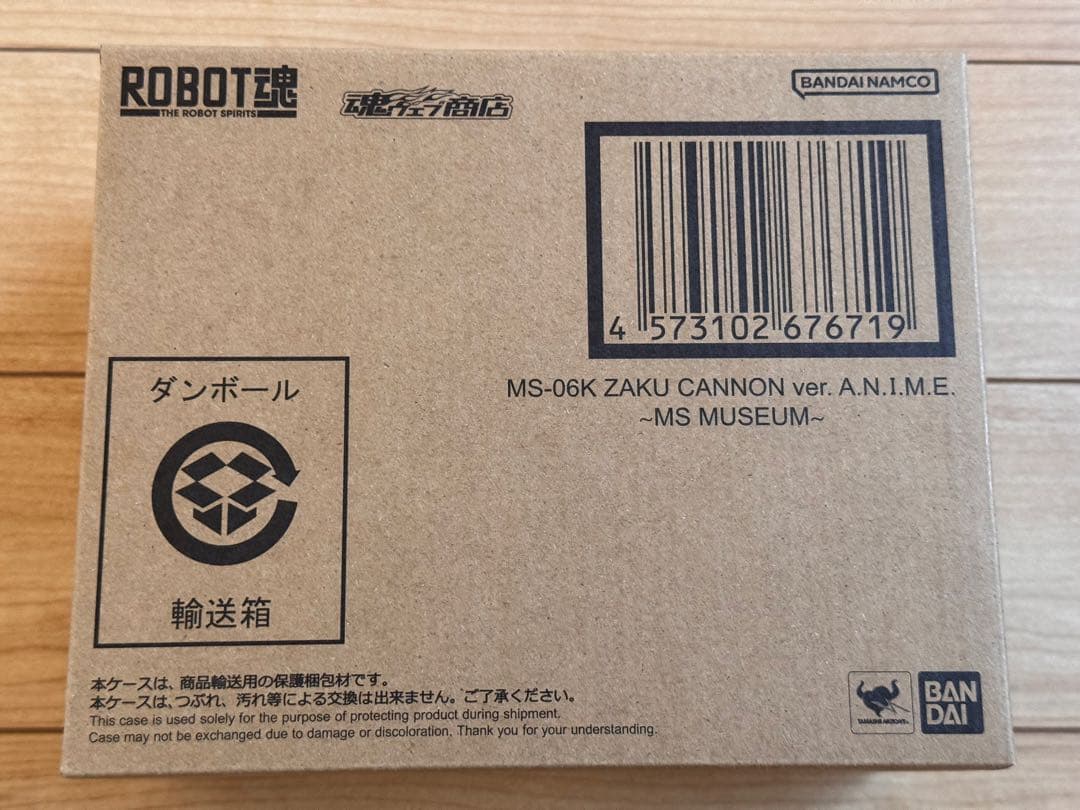 ROBOT魂
THE ROBOT SPIRITS
魂ウェブ商店
BANDAI NAMCO
4 573102 676719
MS-06K ZAKU CANNON ver. A.N.I.M.E.
~MS MUSEUM~
ダンボール
輸送箱
本ケースは、商品輸送用の保護梱包材です。
本ケースは、つぶれ、汚れ等による交換は出来ません。ご了承ください。
This case is used solely for the purpose of protecting product during shipment.
Case may not be exchanged due to damage or discoloration. Thank you for your understanding.
TAMASHII NATIONS
BAN
DAI